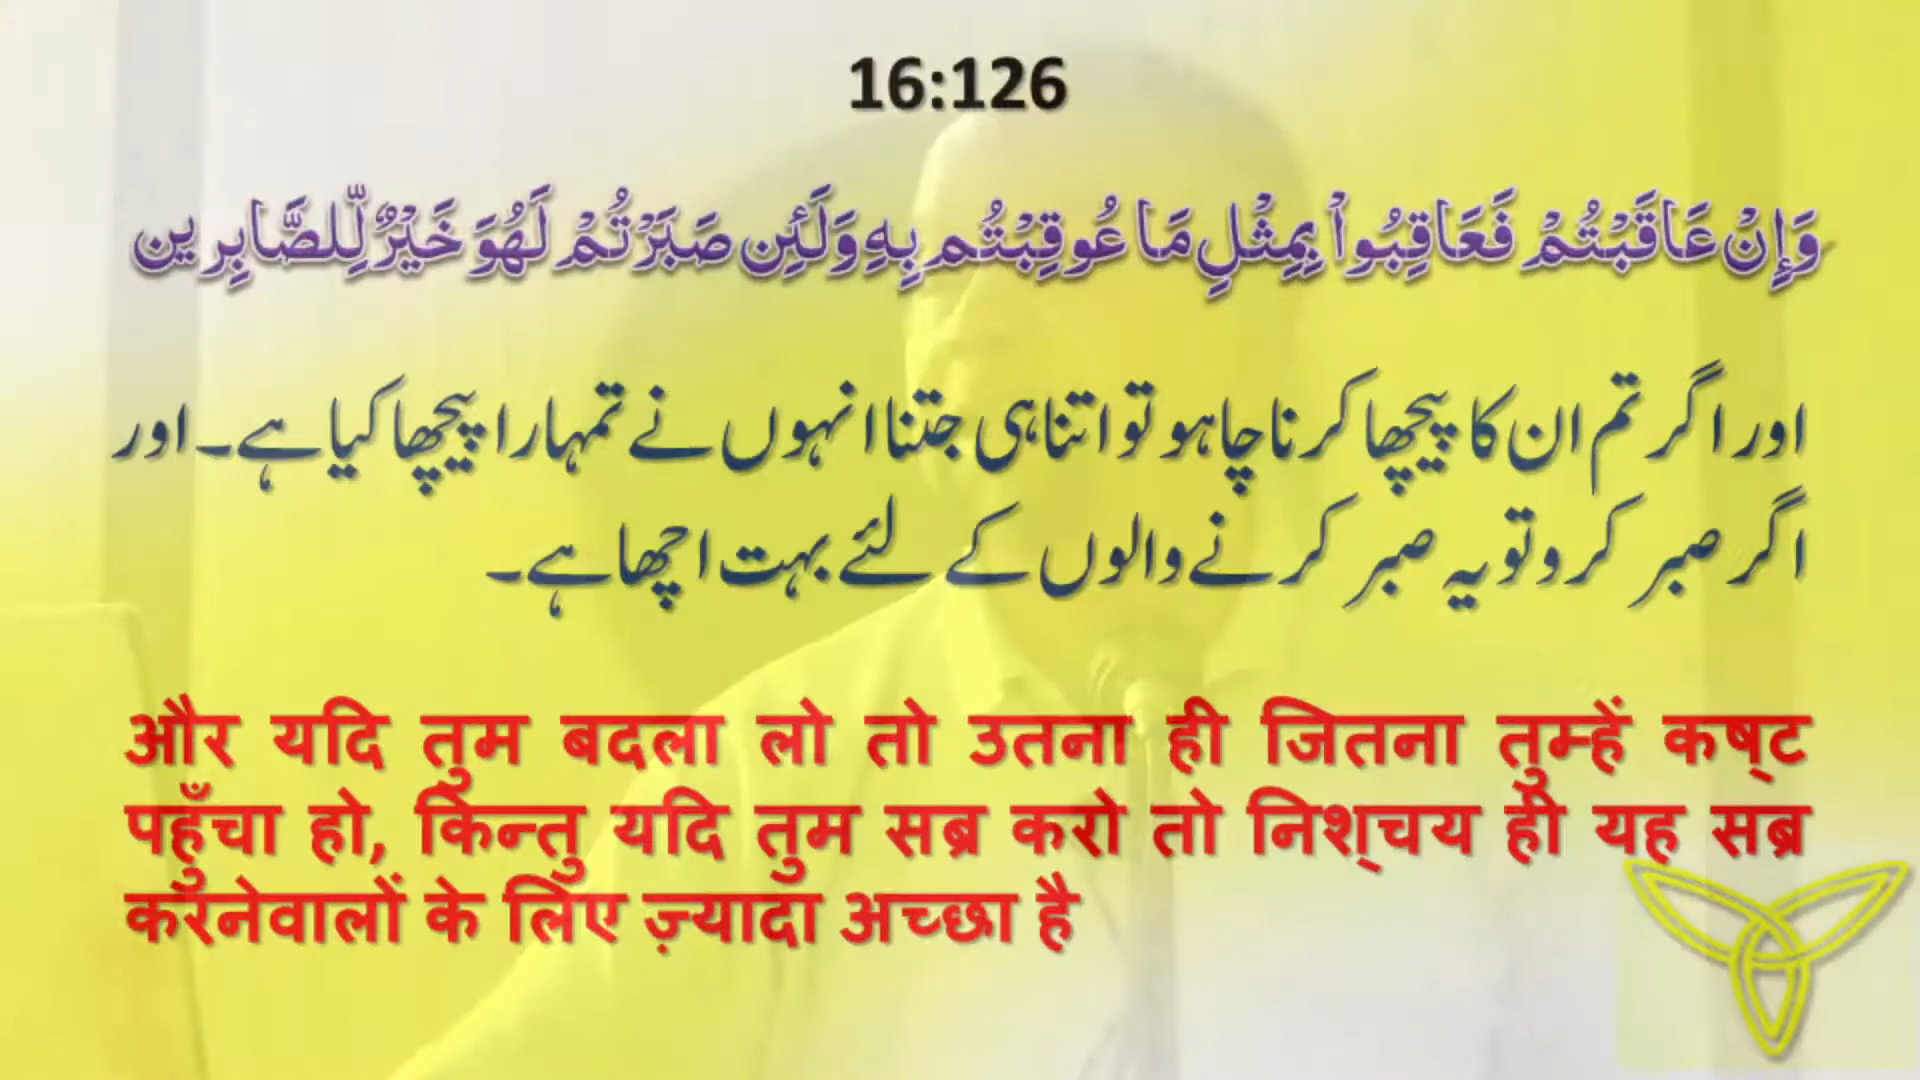 16:126
وَإِنْ عَاقَبْتُمْ فَعَاقِبُواْ بِمِثْلِ مَا عُوقِبْتُم بِهِ وَلَئِن صَبَرْتُمْ لَهُوَ خَيْرٌ لِّلصَّابِرين
اور اگر تم ان کا پیچھا کرنا چاہو تو اتنا ہی جتنا انہوں نے تمہارا پیچھا کیا ہے۔ اور
اگر صبر کرو تو یہ صبر کرنے والوں کے لئے بہت اچھا ہے۔
और यदि तुम बदला लो तो उतना ही जितना तुम्हें कष्ट
पहुँचा हो, किन्तु यदि तुम सब्र करो तो निश्चय ही यह सब्र
करनेवालों के लिए ज़्यादा अच्छा है